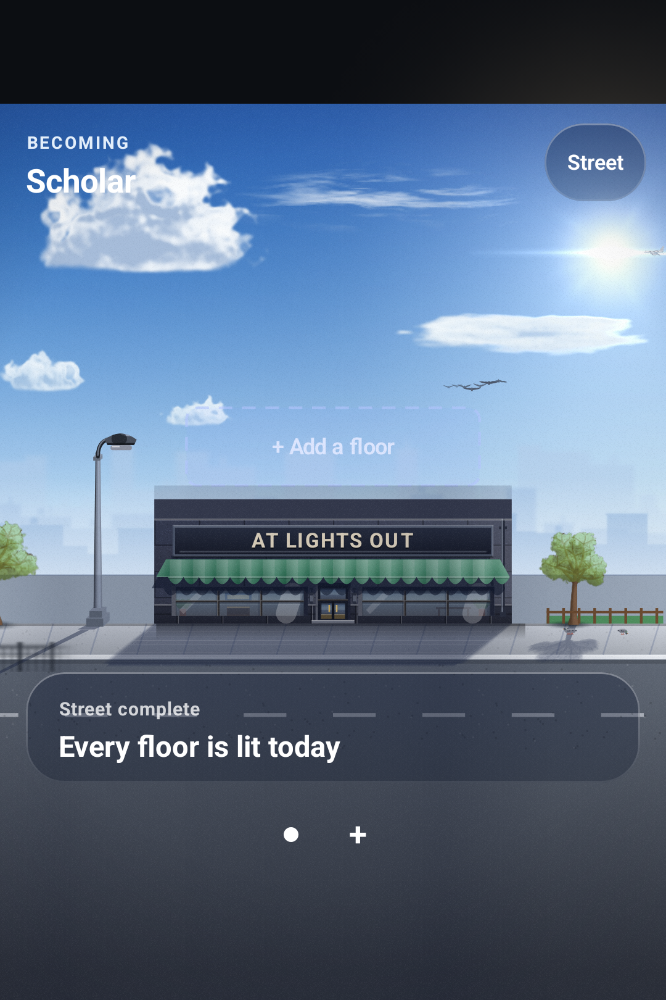 BECOMING
Scholar
Street
+ Add a floor
AT LIGHTS OUT
Street complete
Every floor is lit today
+